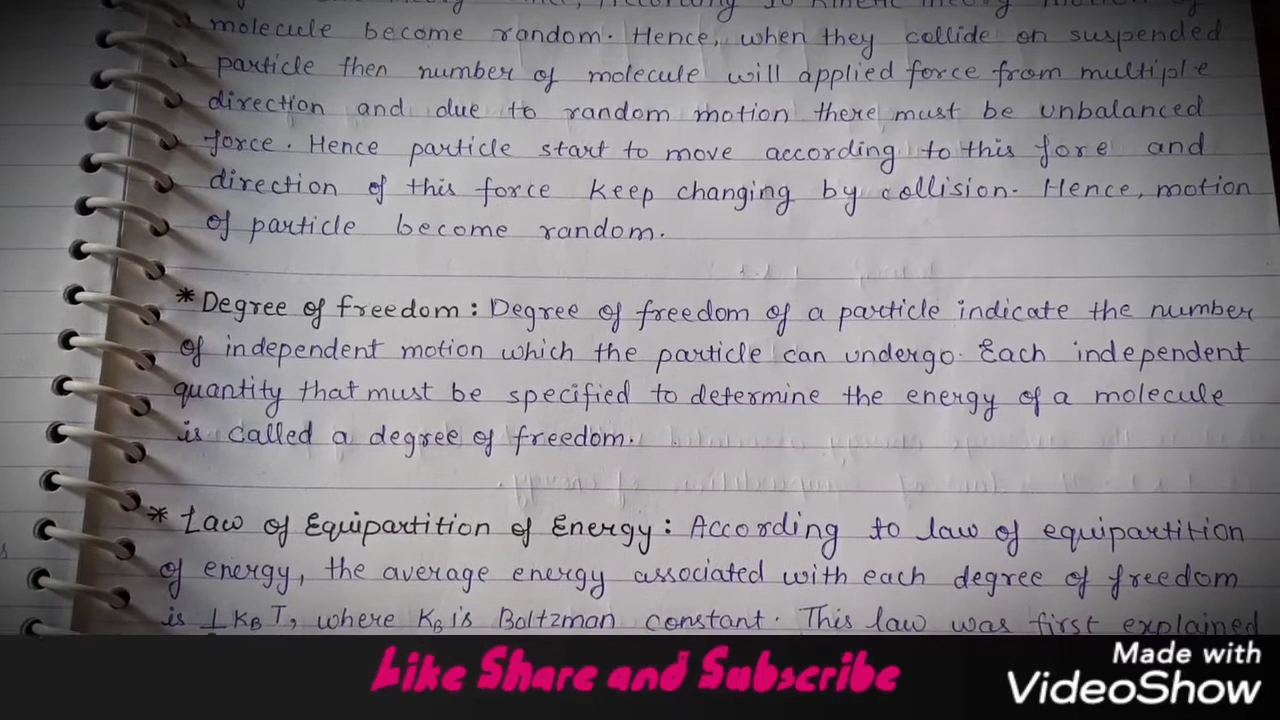 molecule become random. Hence, when they collide on suspended
particle then number of molecule will applied force from multiple
direction and due to random motion there must be unbalanced
force. Hence particle start to move according to this fore and
direction of this force keep changing by collision. Hence, motion
of particle become random.
* Degree of freedom : Degree of freedom of a particle indicate the number
of independent motion which the particle can undergo. Each independent
quantity that must be specified to determine the energy of a molecule
is called a degree of freedom.
* Law of Equipartition of Energy : According to law of equipartition
of energy, the average energy associated with each degree of freedom
is KBT, where KB is Boltzman constant. This law was first explained
Like Share and Subscribe
Made with
VideoShow